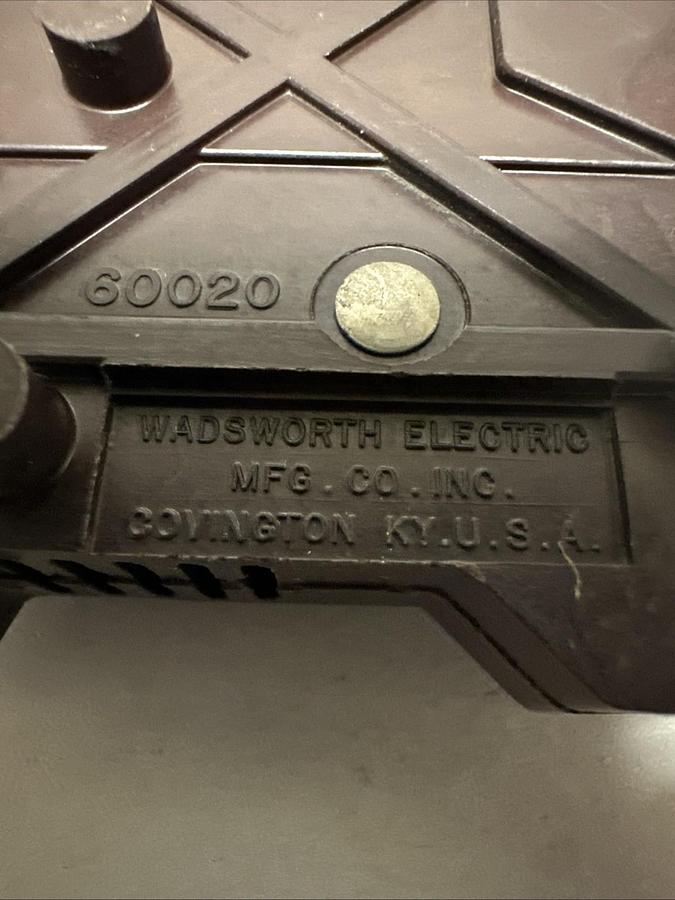 60020
WADSWORTH ELECTRIC
MFG. CO. INC.
COVINGTON KY.U.S.A.